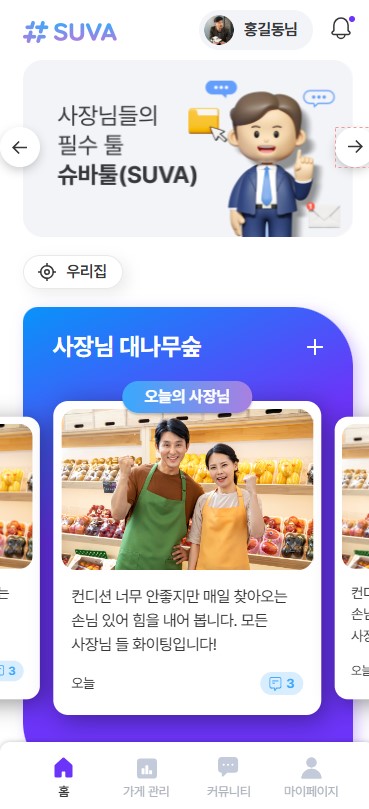 SUVA
홍길동님
사장님들의
필수 툴
슈바툴(SUVA)
1
우리집
사장님 대나무숲
오늘의 사장님
컨디션 너무 안좋지만 매일 찾아오는
손님 있어 힘을 내어 봅니다. 모든
사장님 들 화이팅입니다!
오늘
3
는
3
컨디
손님
사장
오늘
홈
가게 관리
커뮤니티
마이페이지